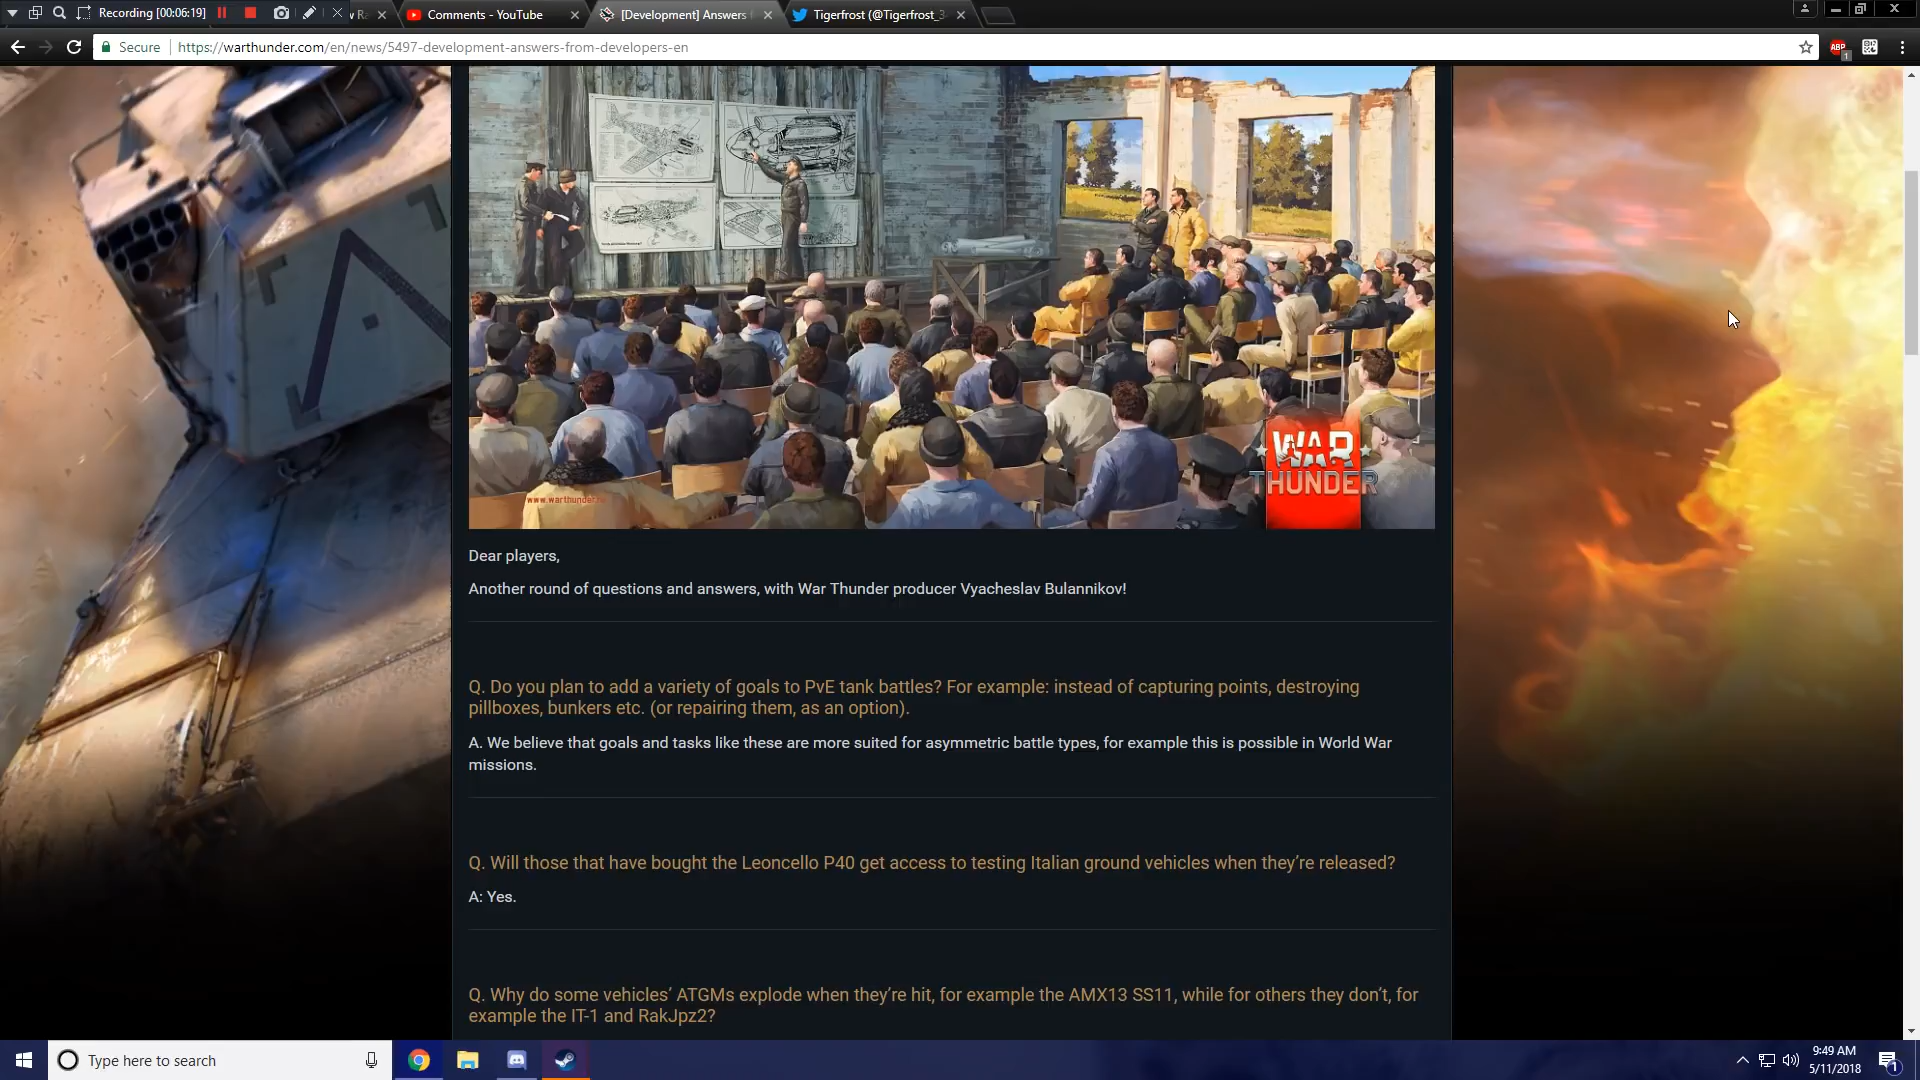 Recording [00:06:19]
Comments - YouTube
[Development] Answers
Tigerfrost (@Tigerfrost_3
Secure
https://warthunder.com/en/news/5497-development-answers-from-developers-en
ABP
1
WAR
THUNDER
Dear players,
Another round of questions and answers, with War Thunder producer Vyacheslav Bulannikov!
Q. Do you plan to add a variety of goals to PvE tank battles? For example: instead of capturing points, destroying
pillboxes, bunkers etc. (or repairing them, as an option).
A. We believe that goals and tasks like these are more suited for asymmetric battle types, for example this is possible in World War
missions.
Q. Will those that have bought the Leoncello P40 get access to testing Italian ground vehicles when they're released?
A: Yes.
Q. Why do some vehicles' ATGMs explode when they're hit, for example the AMX13 SS11, while for others they don't, for
example the IT-1 and RakJpz2?
Type here to search
9:49 AM
5/11/2018
1